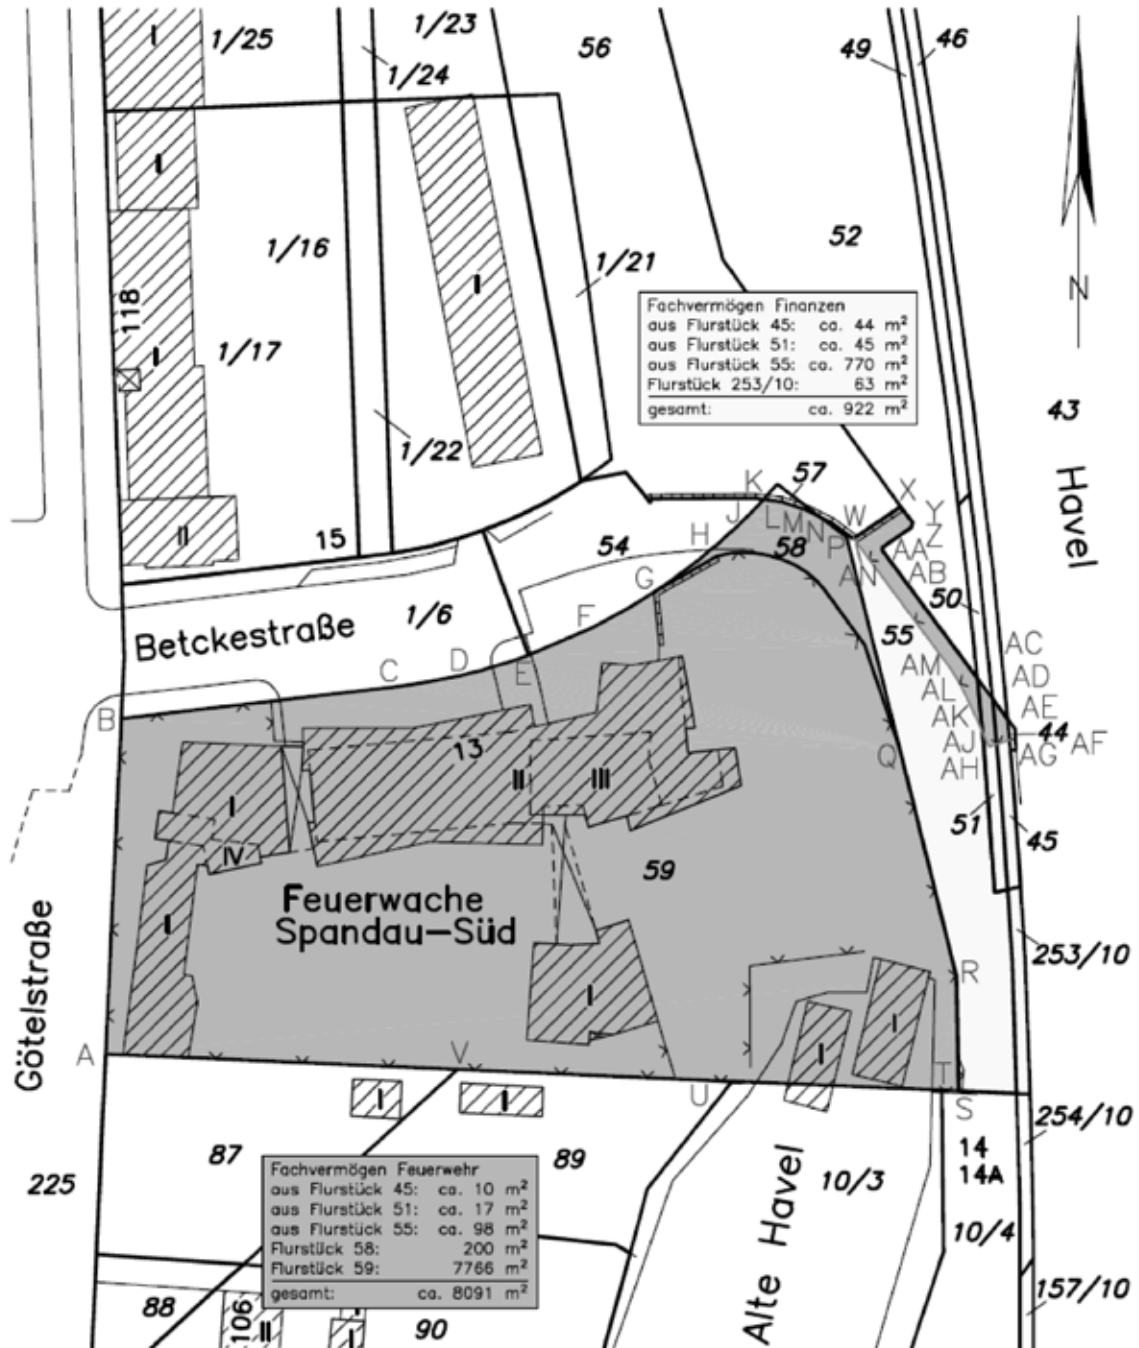 I
1/25
1/23
56
49
46
1/24
I
1/16
52
1/21
118
I
N
Fachvermögen Finanzen
aus Flurstück 45: ca. 44 m²
aus Flurstück 51: ca. 45 m²
aus Flurstück 55: ca. 770 m²
Flurstück 253/10: 63 m²
gesamt: ca. 922 m²
I
1/17
43
1/22
Havel
K
57
X
J
L
M
N
W
Y
II
15
H
54
58
P
Z
AA
AN
AB
G
50
Betckestraße
1/6
F
55
C
D
E
AM
AC
AL
AD
B
AK
AE
13
AJ
44
AF
Q
AH
AG
I
II
III
51
45
IV
59
Feuerwache
Spandau-Süd
I
Götelstraße
R
253/10
I
I
I
A
V
T
U
S
254/10
I
I
87
89
14
14A
225
10/3
10/4
Fachvermögen Feuerwehr
aus Flurstück 45: ca. 10 m²
aus Flurstück 51: ca. 17 m²
aus Flurstück 55: ca. 98 m²
Flurstück 58: 200 m²
Flurstück 59: 7766 m²
gesamt: ca. 8091 m²
Alte Havel
157/10
88
106
II
I
90